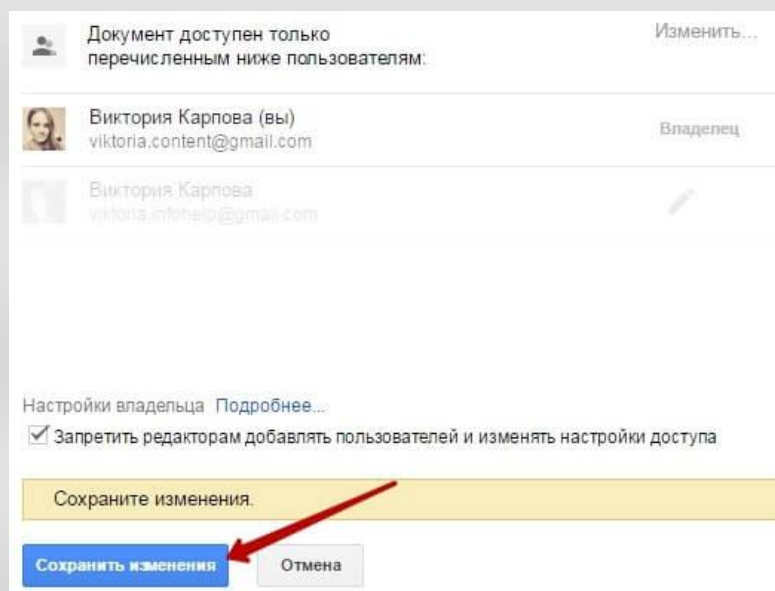 Документ доступен только
перечисленным ниже пользователям:
Изменить...
Виктория Карпова (вы)
viktoria.content@gmail.com
Владелец
Виктория Карпова
viktoria.infohelp@gmail.com
Настройки владельца Подробнее...
Запретить редакторам добавлять пользователей и изменять настройки доступа
Сохраните изменения.
Сохранить изменения
Отмена